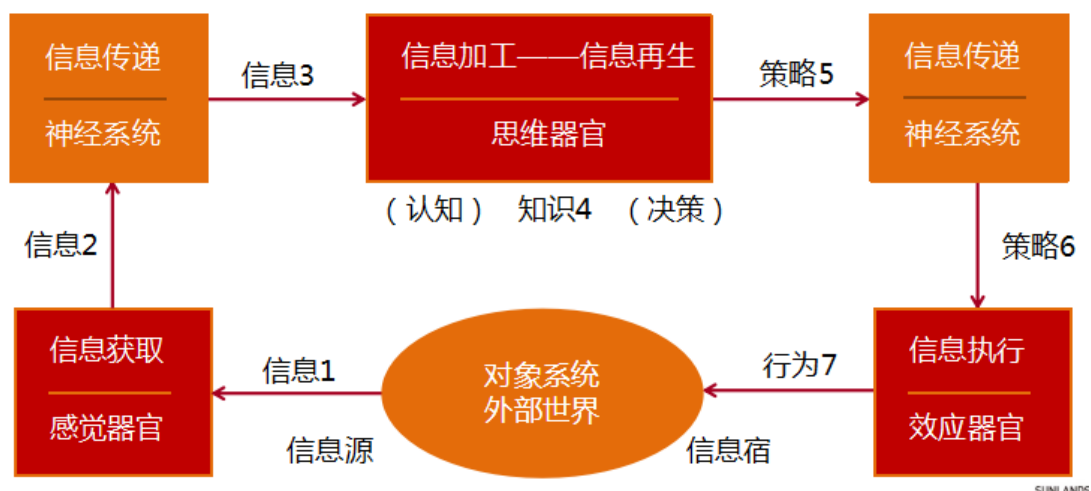 信息传递
神经系统
信息3
信息加工——信息再生
思维器官
策略5
信息传递
神经系统
（认知） 知识4 （决策）
信息2
策略6
信息获取
感觉器官
信息1
信息源
对象系统
外部世界
行为7
信息宿
信息执行
效应器官
SUNLANDS